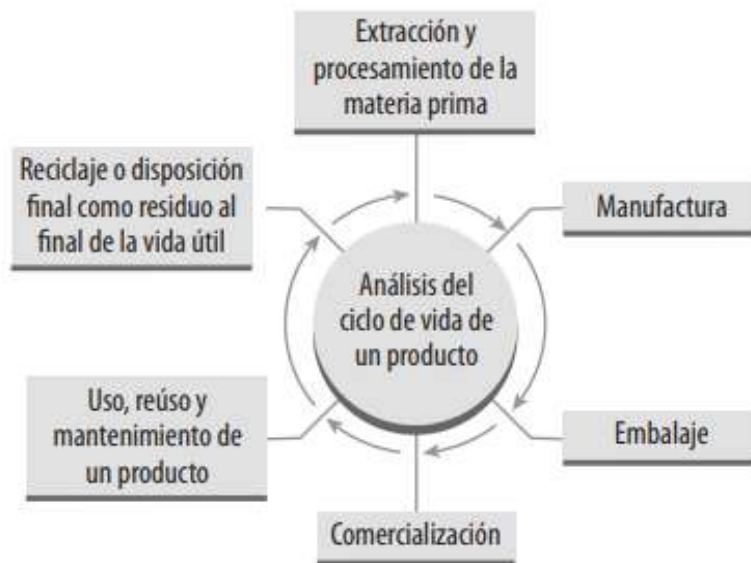 Extracción y
procesamiento de la
materia prima
Reciclaje o disposición
final como residuo al
final de la vida útil
Manufactura
Análisis del
ciclo de vida de
un producto
Uso, reúso y
mantenimiento de
un producto
Embalaje
Comercialización